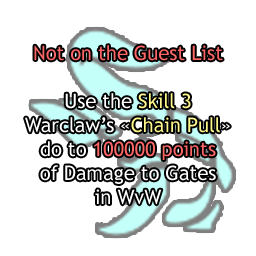 Not on the Guest List
Use the Skill 3
Warclaw's «Chain Pull»
do to 100000 points
of Damage to Gates
in WvW